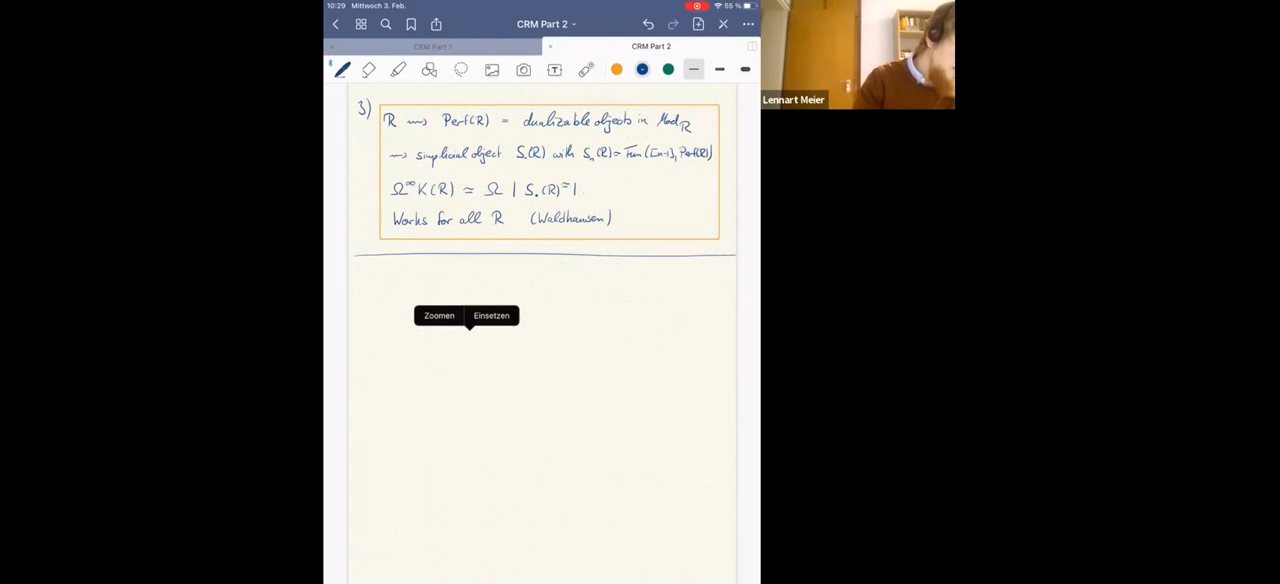 10:29 Mittwoch 3. Feb.
55 %
CRM Part 2
CRM Part 1
CRM Part 2
Lennart Meier
3)
R ⇝ Perf(R) = dualizable objects in Mod_R
⇝ simplicial object S.(R) with Sₙ(R) = Fun([n-1], Perf(R))
Ω^∞ K(R) ≃ Ω | S.(R)^≃ |.
Works for all R (Waldhausen)
Zoomen Einsetzen